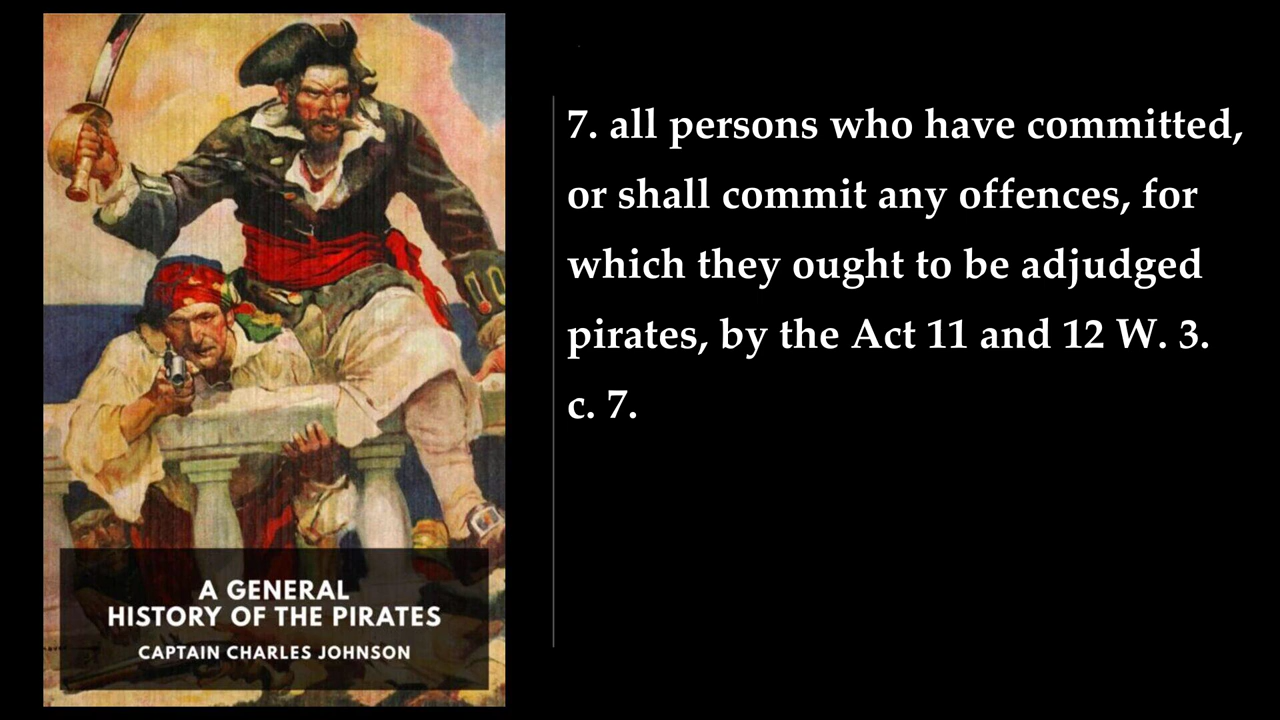 A GENERAL
HISTORY OF THE PIRATES
CAPTAIN CHARLES JOHNSON
7. all persons who have committed,
or shall commit any offences, for
which they ought to be adjudged
pirates, by the Act 11 and 12 W. 3.
c. 7.